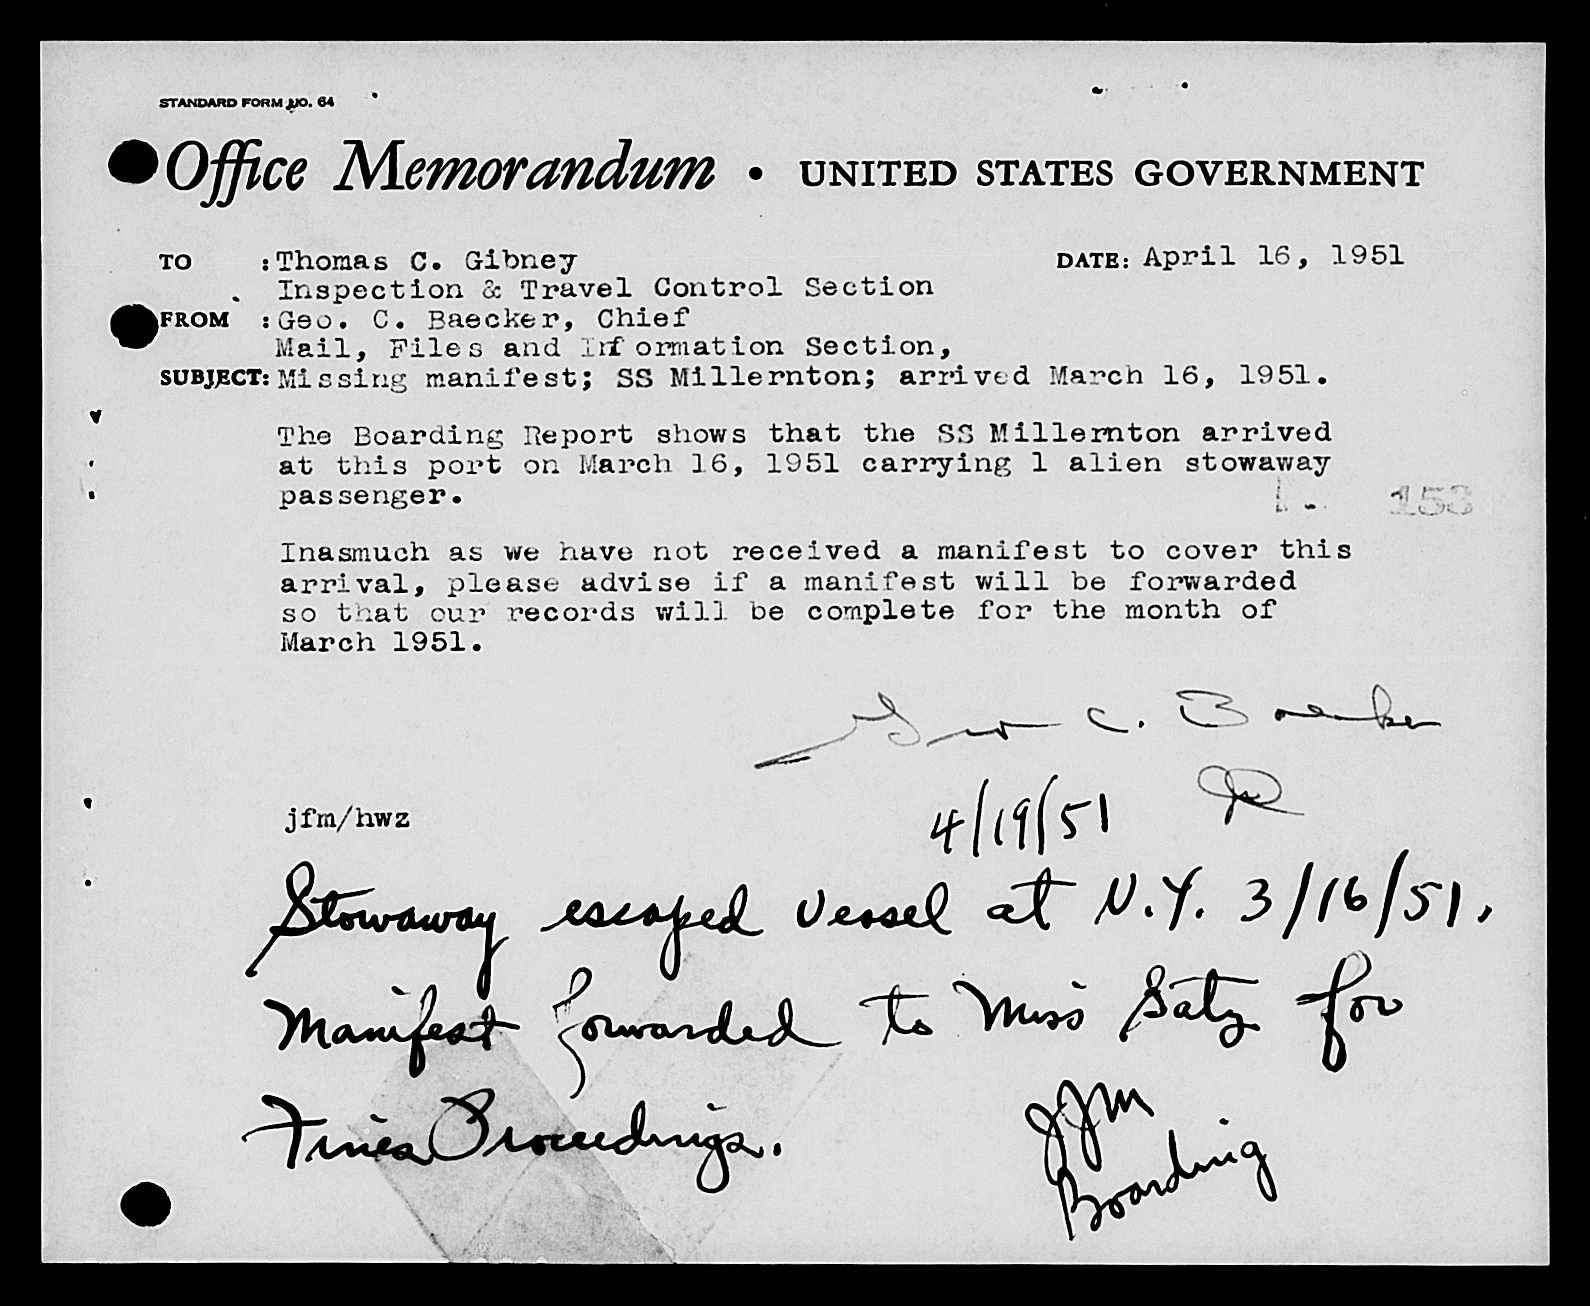 STANDARD FORM NO. 64
Office Memorandum • UNITED STATES GOVERNMENT
TO : Thomas C. Gibney DATE: April 16, 1951
Inspection & Travel Control Section
FROM : Geo. C. Baecker, Chief
Mail, Files and Information Section,
SUBJECT: Missing manifest; SS Millernton; arrived March 16, 1951.
The Boarding Report shows that the SS Millernton arrived
at this port on March 16, 1951 carrying 1 alien stowaway
passenger.
153
Inasmuch as we have not received a manifest to cover this
arrival, please advise if a manifest will be forwarded
so that our records will be complete for the month of
March 1951.
Geo C. Baecker
jfm/hwz
4/19/51
Stowaway escaped vessel at N.Y. 3/16/51.
Manifest forwarded to Miss Satz for
Fines Proceedings.
JJM
Boarding